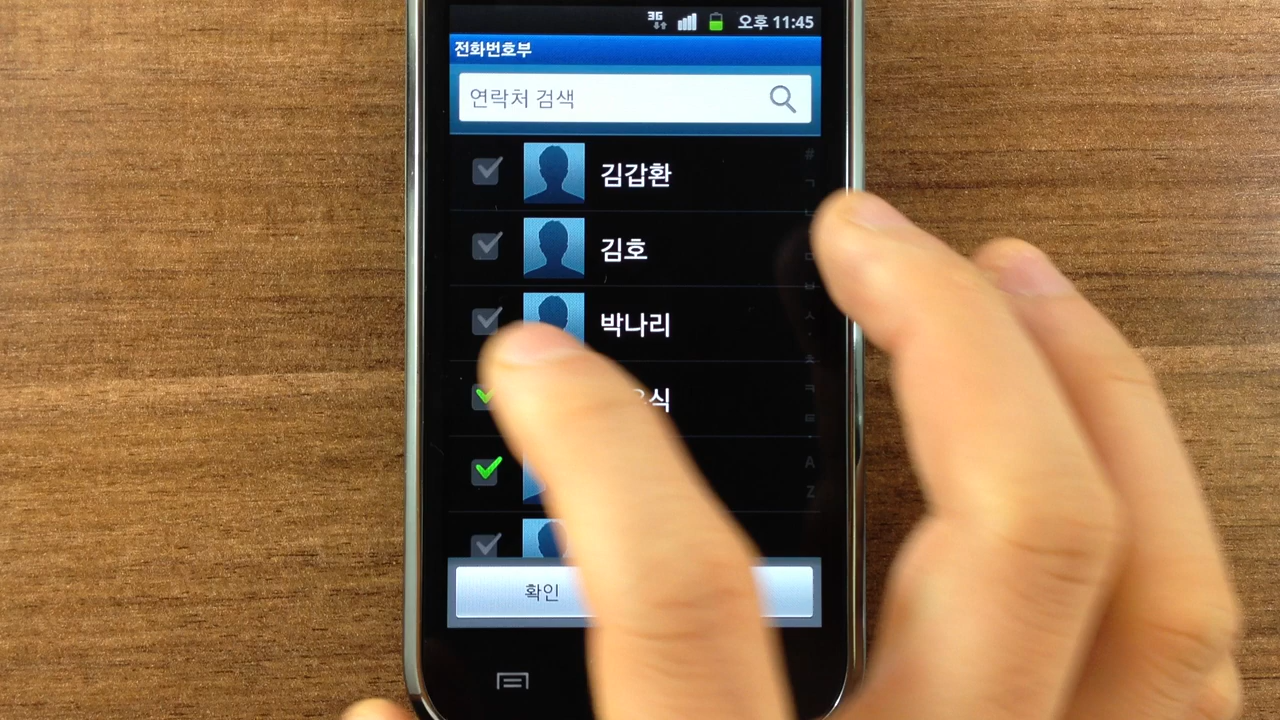 3G 오후 11:45
전화번호부
연락처 검색
#
ㄱ
김갑환
김호
ㅁ
ㅂ
박나리
ㅅ
ㅊ
ㅋ
식
ㅌ
A
Z
확인